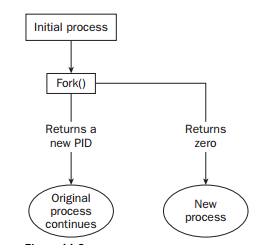 Initial process
Fork()
Returns a
new PID
Returns
zero
Original
process
continues
New
process